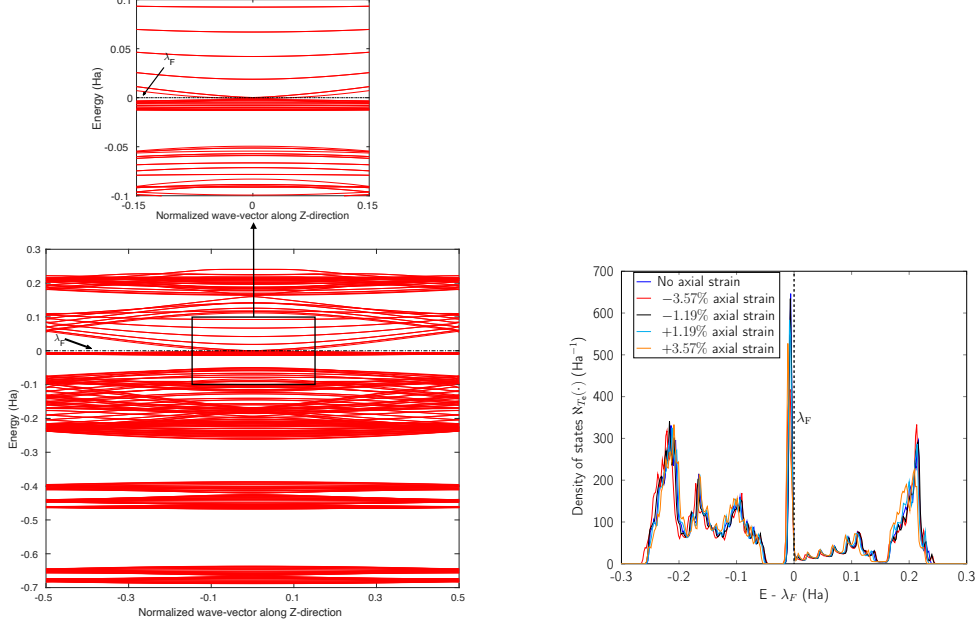 0.1
0.05
0
-0.05
-0.1
Energy (Ha)
λF
-0.15
0
0.15
Normalized wave-vector along Z-direction
0.3
0.2
0.1
0
-0.1
-0.2
-0.3
-0.4
-0.5
-0.6
-0.7
Energy (Ha)
λF
-0.5
-0.3
-0.1
0.1
0.3
0.5
Normalized wave-vector along Z-direction
700
600
500
400
300
200
100
0
Density of states ℵTe(·) (Ha−1)
No axial strain
−3.57% axial strain
−1.19% axial strain
+1.19% axial strain
+3.57% axial strain
λF
-0.3
-0.2
-0.1
0
0.1
0.2
0.3
E - λF (Ha)